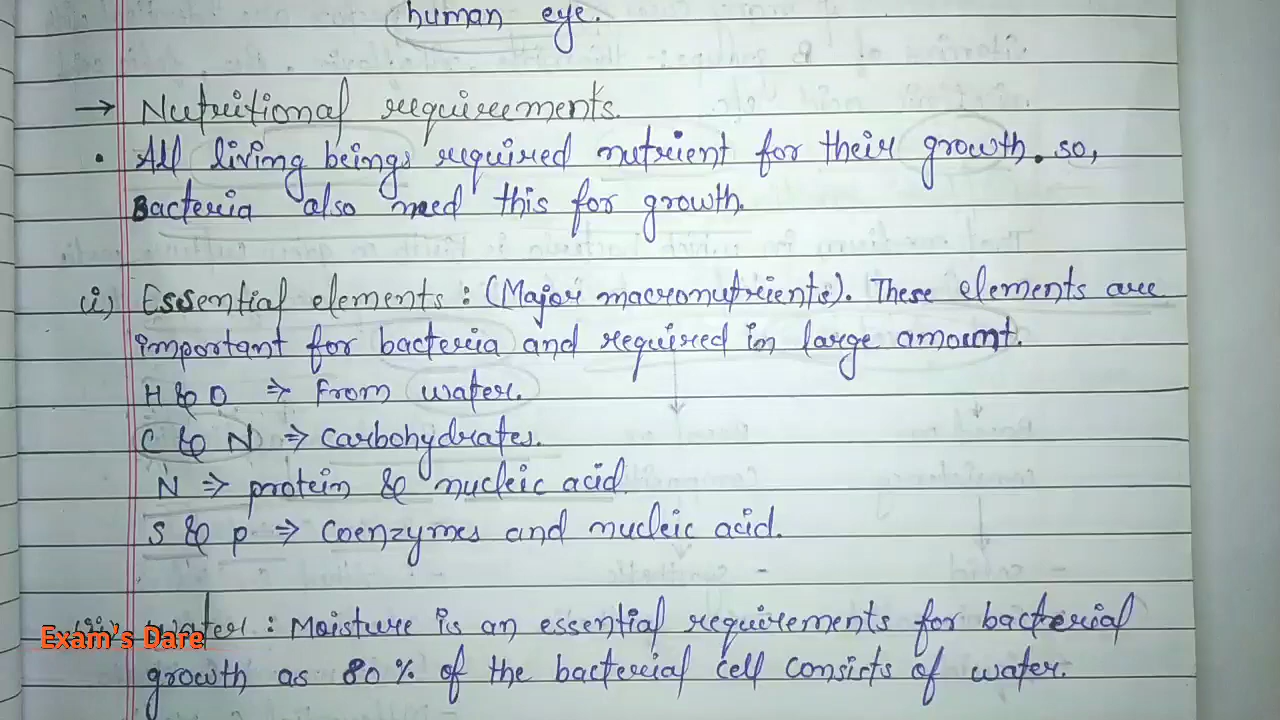 human eye.
→ Nutritional requirements.
• All living beings required nutrient for their growth. so,
Bacteria also need this for growth.
(i) Essential elements : (Major macronutrients). These elements are
important for bacteria and required in large amount.
H & O ⇒ From water.
C & N ⇒ carbohydrates.
N ⇒ protein & nucleic acid.
S & P ⇒ Coenzymes and nucleic acid.
(ii) water : Moisture is an essential requirements for bacterial
Exam's Dare
growth as 80% of the bacterial cell consists of water.